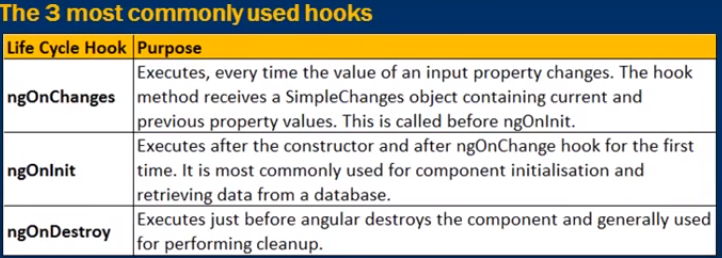 The 3 most commonly used hooks
Life Cycle Hook Purpose
ngOnChanges
Executes, every time the value of an input property changes. The hook
method receives a SimpleChanges object containing current and
previous property values. This is called before ngOnInit.
ngOnInit
Executes after the constructor and after ngOnChange hook for the first
time. It is most commonly used for component initialisation and
retrieving data from a database.
ngOnDestroy
Executes just before angular destroys the component and generally used
for performing cleanup.